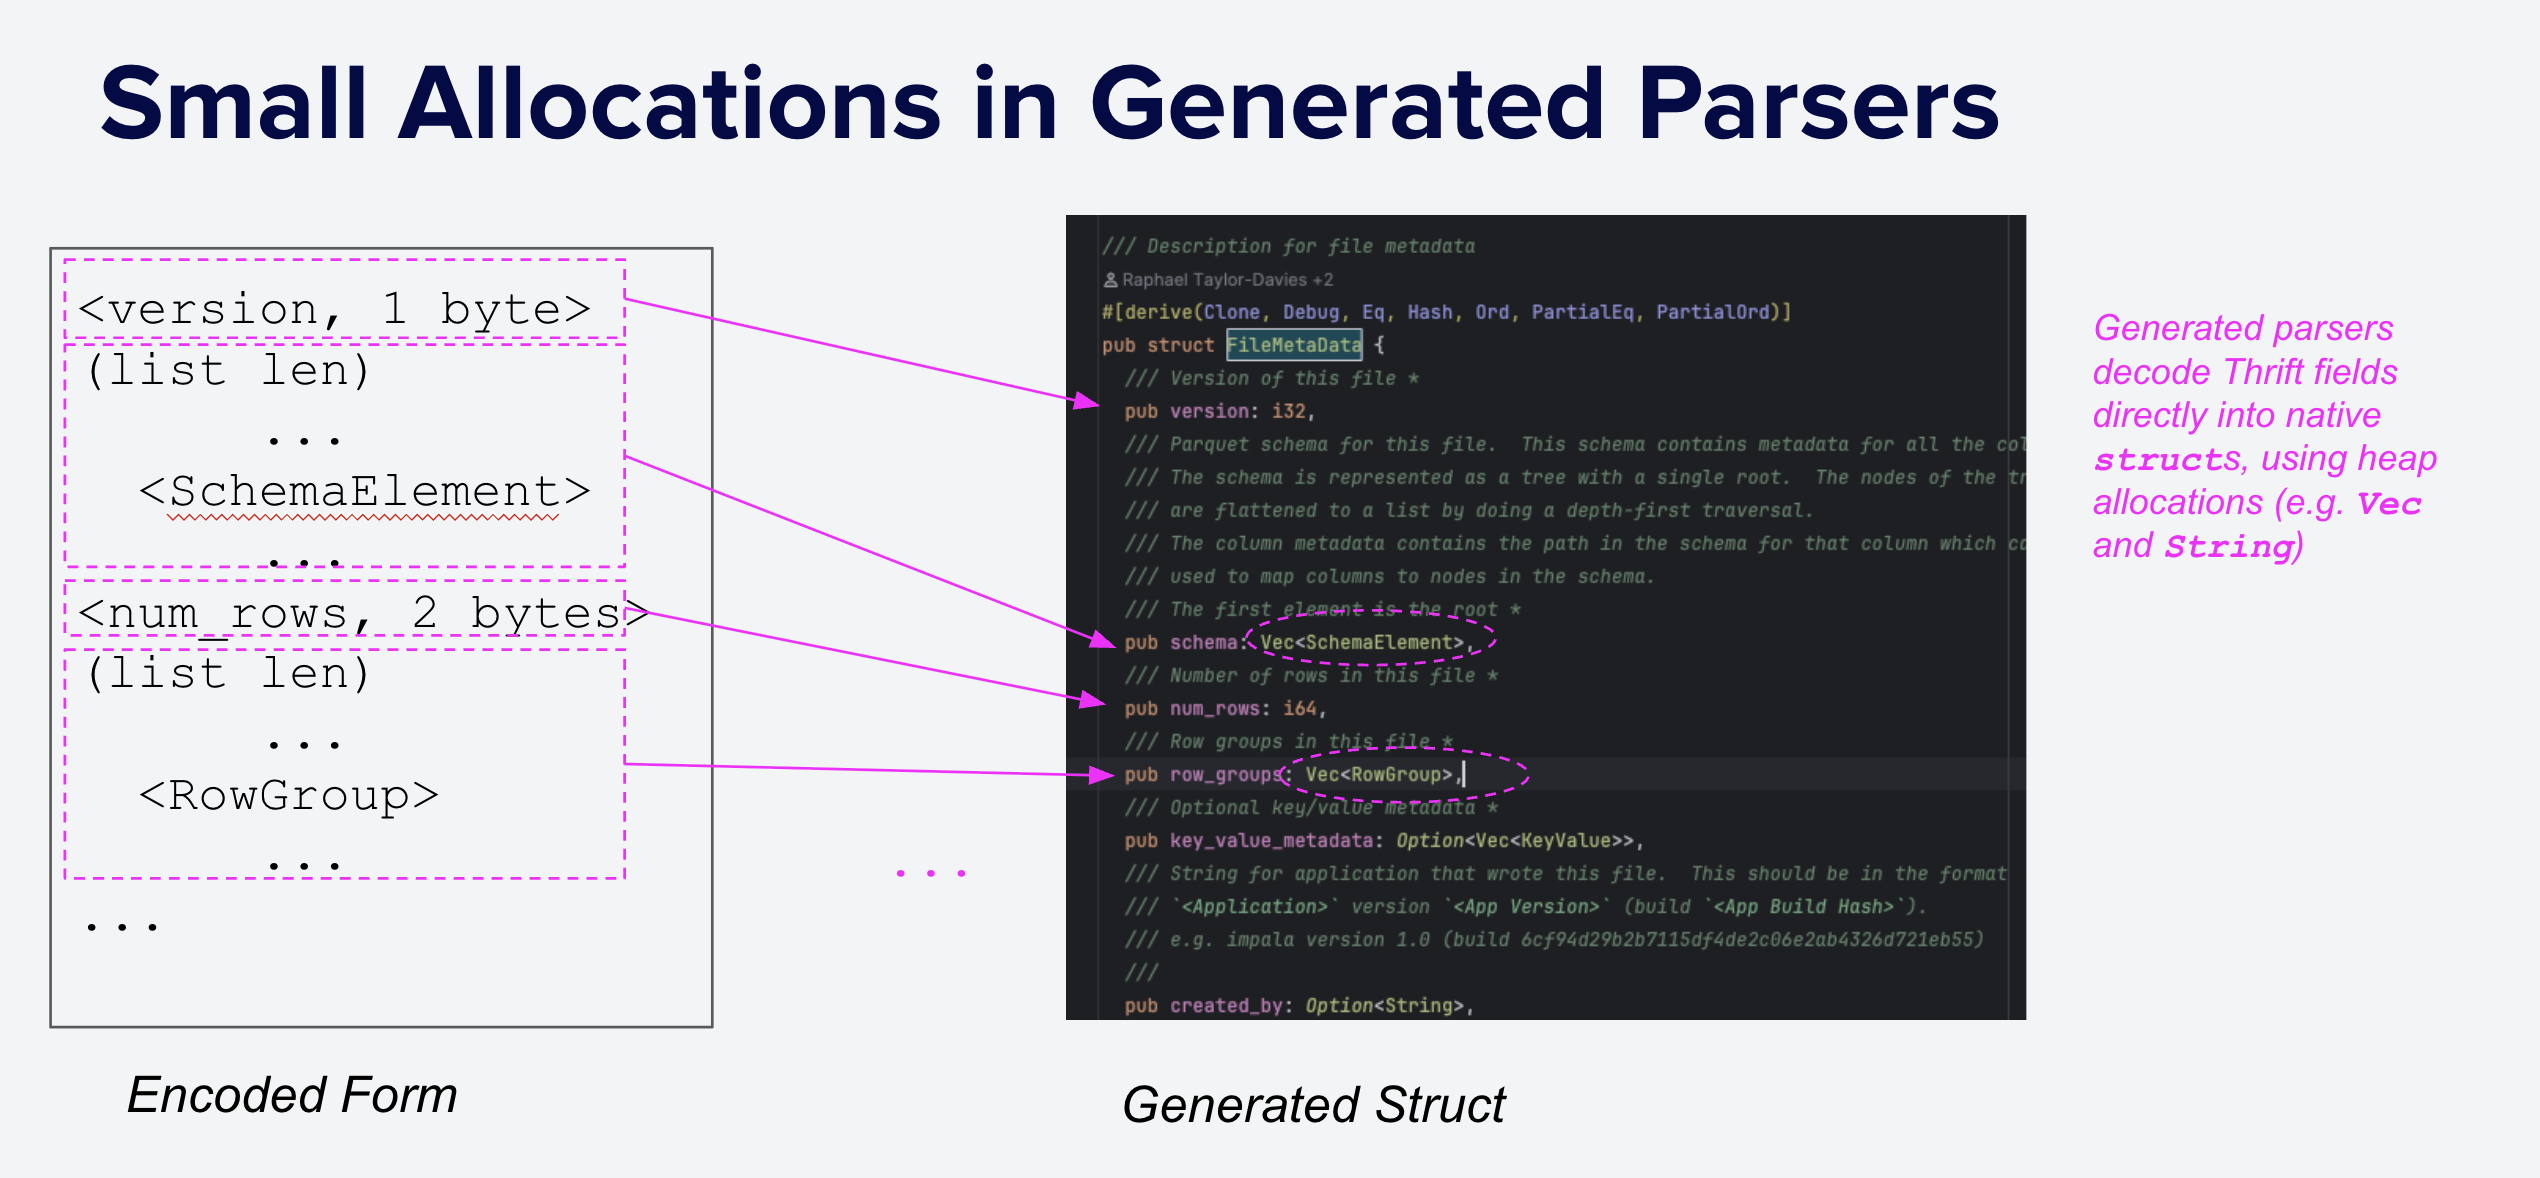 Small Allocations in Generated Parsers
<version, 1 byte>
(list len)
...
<SchemaElement>
...
<num_rows, 2 bytes>
(list len)
...
<RowGroup>
...
...
Encoded Form
...
/// Description for file metadata
Raphael Taylor-Davies +2
#[derive(Clone, Debug, Eq, Hash, Ord, PartialEq, PartialOrd)]
pub struct FileMetaData {
/// Version of this file *
pub version: i32,
/// Parquet schema for this file.  This schema contains metadata for all the col
/// The schema is represented as a tree with a single root.  The nodes of the tr
/// are flattened to a list by doing a depth-first traversal.
/// The column metadata contains the path in the schema for that column which ca
/// used to map columns to nodes in the schema.
/// The first element is the root *
pub schema: Vec<SchemaElement>,
/// Number of rows in this file *
pub num_rows: i64,
/// Row groups in this file *
pub row_groups: Vec<RowGroup>,
/// Optional key/value metadata *
pub key_value_metadata: Option<Vec<KeyValue>>,
/// String for application that wrote this file.  This should be in the format
/// `<Application>` version `<App Version>` (build `<App Build Hash>`).
/// e.g. impala version 1.0 (build 6cf94d29b2b7115df4de2c06e2ab4326d721eb55)
///
pub created_by: Option<String>,
Generated Struct
Generated parsers
decode Thrift fields
directly into native
structs, using heap
allocations (e.g. Vec
and String)